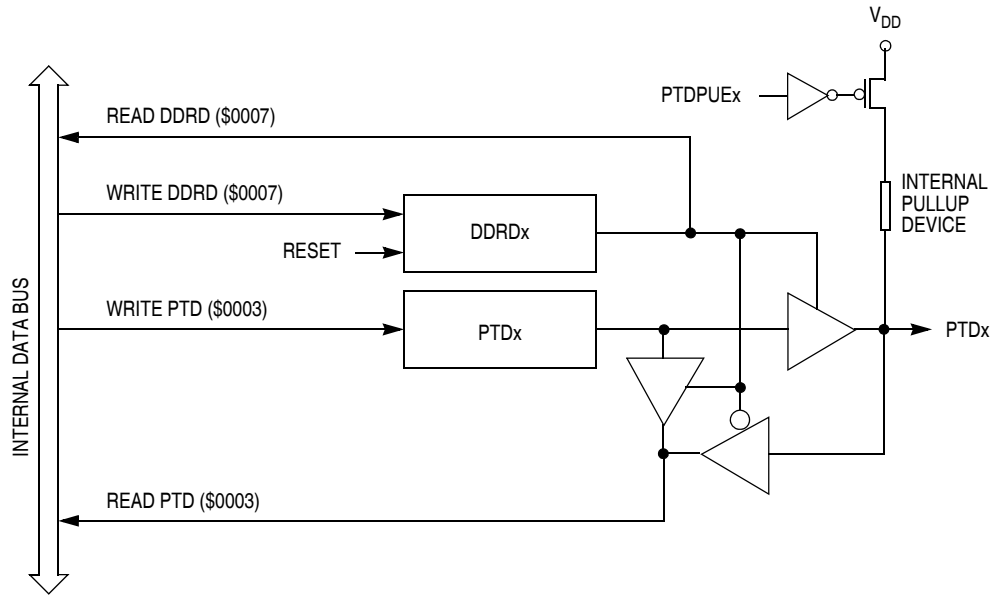 VDD
PTDPUEx
READ DDRD ($0007)
WRITE DDRD ($0007)
INTERNAL
PULLUP
DEVICE
DDRDx
RESET
WRITE PTD ($0003)
PTDx
PTDx
INTERNAL DATA BUS
READ PTD ($0003)